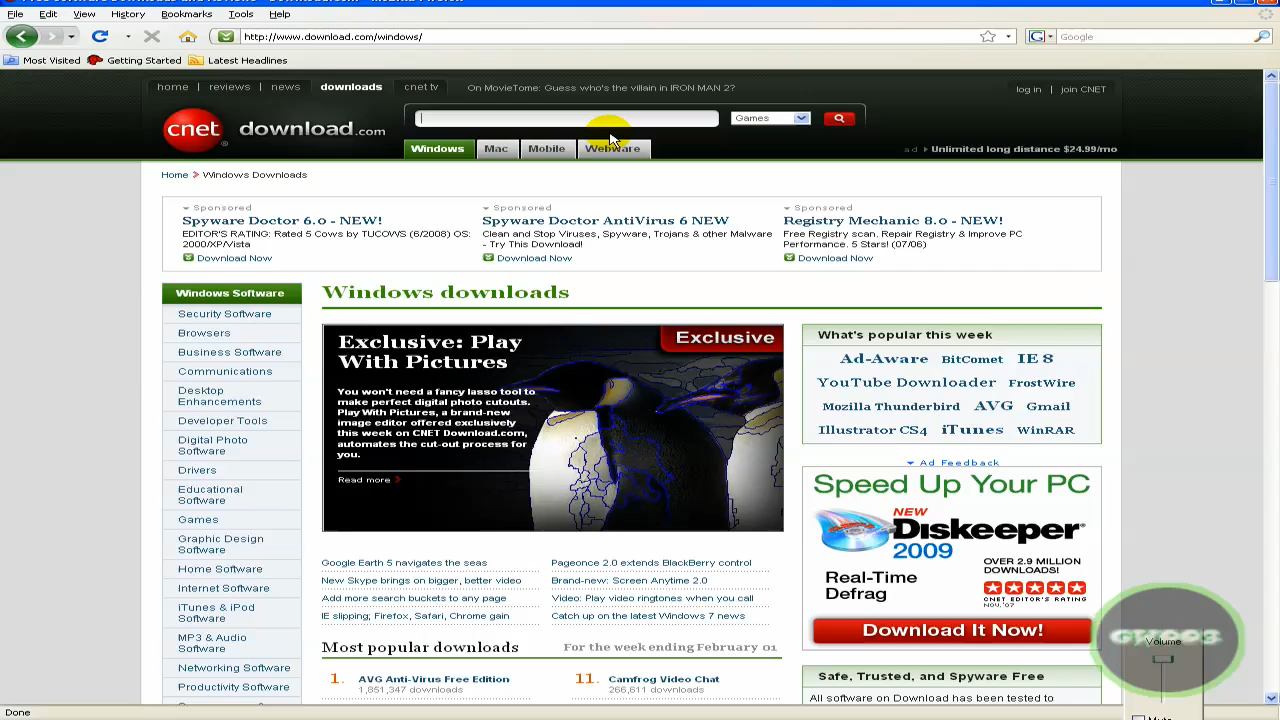 File Edit View History Bookmarks Tools Help
http://www.download.com/windows/
Google
Most Visited Getting Started Latest Headlines
home | reviews | news downloads cnet tv
On MovieTome: Guess who's the villain in IRON MAN 2?
log in | join CNET
cnet download.com
Games
Windows Mac Mobile Webware
ad Unlimited long distance $24.99/mo
Home > Windows Downloads
Sponsored
Spyware Doctor 6.0 - NEW!
EDITOR'S RATING: Rated 5 Cows by TUCOWS (6/2008) OS:
2000/XP/Vista
Download Now
Sponsored
Spyware Doctor AntiVirus 6 NEW
Clean and Stop Viruses, Spyware, Trojans & other Malware
- Try This Download!
Download Now
Sponsored
Registry Mechanic 8.0 - NEW!
Free Registry scan. Repair Registry & Improve PC
Performance. 5 Stars! (07/06)
Download Now
Windows Software
Security Software
Browsers
Business Software
Communications
Desktop
Enhancements
Developer Tools
Digital Photo
Software
Drivers
Educational
Software
Games
Graphic Design
Software
Home Software
Internet Software
iTunes & iPod
Software
MP3 & Audio
Software
Networking Software
Productivity Software
Windows downloads
Exclusive: Play
With Pictures
Exclusive
You won't need a fancy lasso tool to
make perfect digital photo cutouts.
Play With Pictures, a brand-new
image editor offered exclusively
this week on CNET Download.com,
automates the cut-out process for
you.
Read more >
Google Earth 5 navigates the seas
New Skype brings on bigger, better video
Add more search buckets to any page
IE slipping; Firefox, Safari, Chrome gain
Pageonce 2.0 extends BlackBerry control
Brand-new: Screen Anytime 2.0
Video: Play video ringtones when you call
Catch up on the latest Windows 7 news
Most popular downloads
For the week ending February 01
1. AVG Anti-Virus Free Edition
1,851,347 downloads
11. Camfrog Video Chat
266,611 downloads
What's popular this week
Ad-Aware BitComet IE 8
YouTube Downloader FrostWire
Mozilla Thunderbird AVG Gmail
Illustrator CS4 iTunes WinRAR
Ad Feedback
Speed Up Your PC
NEW
Diskeeper
2009
Real-Time
Defrag
OVER 2.9 MILLION
DOWNLOADS!
CNET EDITOR'S RATING
NOV.'07
Download It Now!
Safe, Trusted, and Spyware Free
All software on Download has been tested to
Volume
Done